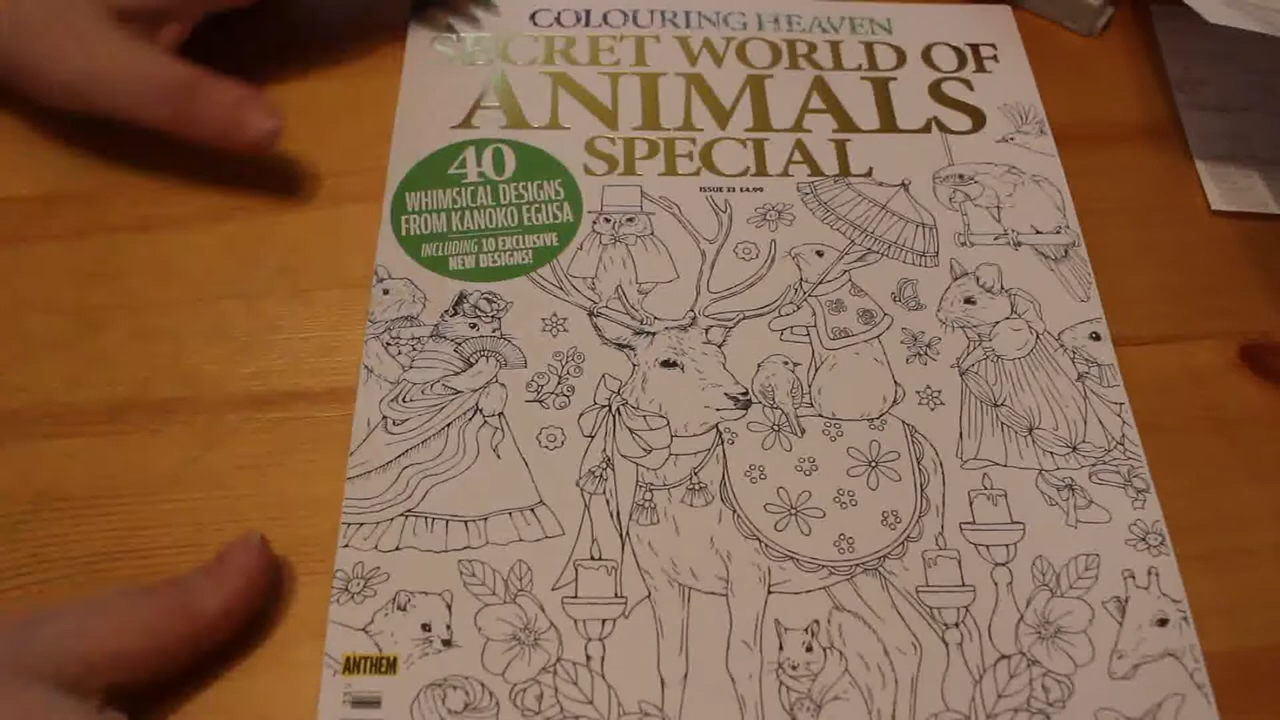 COLOURING HEAVEN
SECRET WORLD OF
ANIMALS
SPECIAL
ISSUE 33 £4.99
40
WHIMSICAL DESIGNS
FROM KANOKO EGUSA
INCLUDING 10 EXCLUSIVE
NEW DESIGNS!
ANTHEM